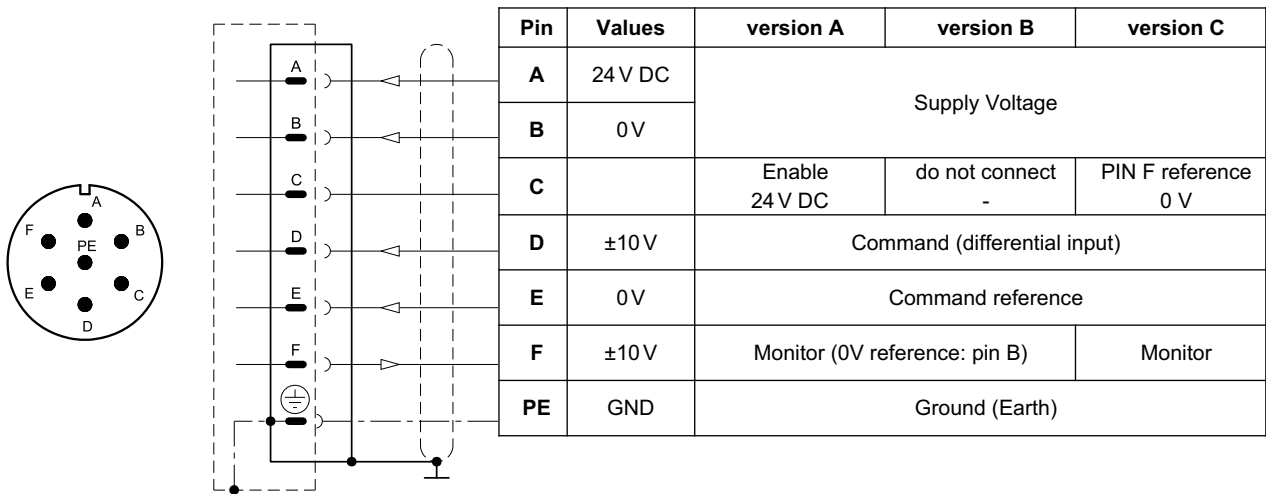 A
B
C
D
E
F
PE
A
B
C
D
E
F
Pin Values version A version B version C
A 24 V DC Supply Voltage
B 0 V
C Enable do not connect PIN F reference
24 V DC - 0 V
D ±10 V Command (differential input)
E 0 V Command reference
F ±10 V Monitor (0V reference: pin B) Monitor
PE GND Ground (Earth)